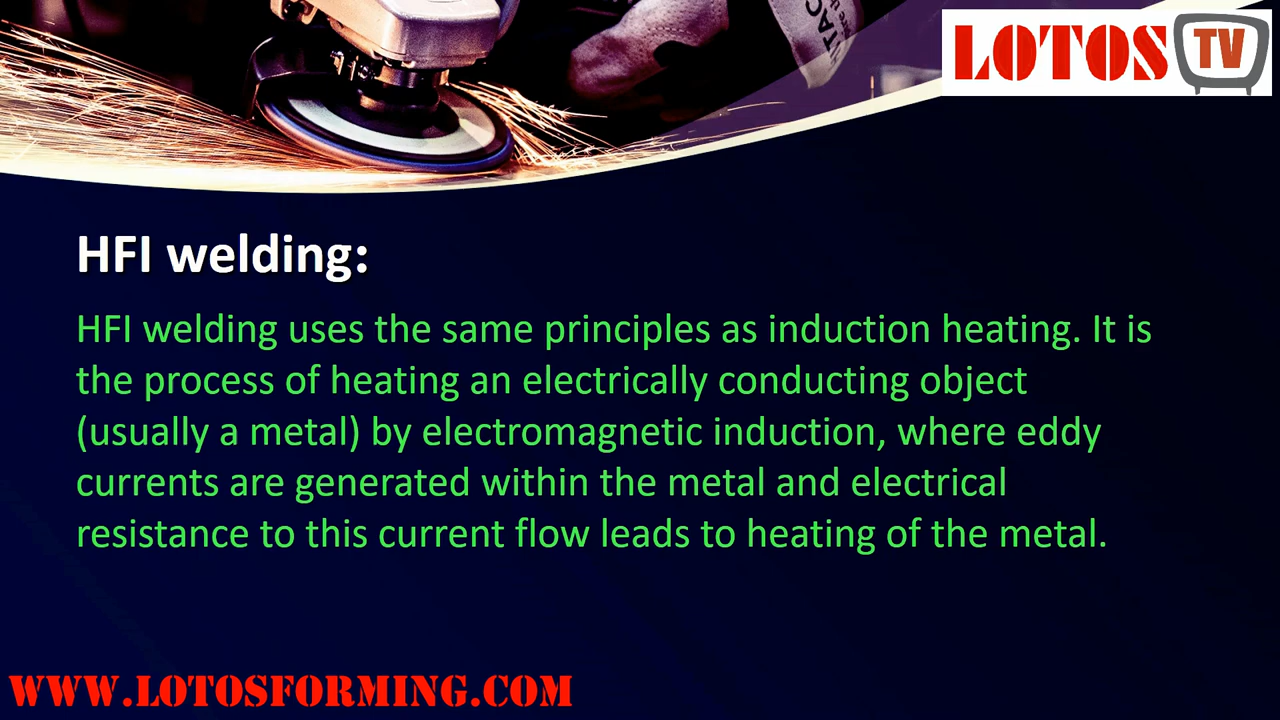 LOTOS TV
HFI welding:
HFI welding uses the same principles as induction heating. It is
the process of heating an electrically conducting object
(usually a metal) by electromagnetic induction, where eddy
currents are generated within the metal and electrical
resistance to this current flow leads to heating of the metal.
WWW.LOTOSFORMING.COM